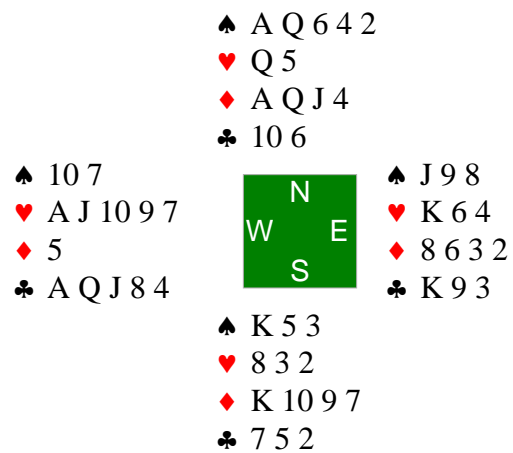 ♠ A Q 6 4 2
♥ Q 5
♦ A Q J 4
♣ 10 6
♠ 10 7
♥ A J 10 9 7
♦ 5
♣ A Q J 8 4
N
W E
S
♠ J 9 8
♥ K 6 4
♦ 8 6 3 2
♣ K 9 3
♠ K 5 3
♥ 8 3 2
♦ K 10 9 7
♣ 7 5 2